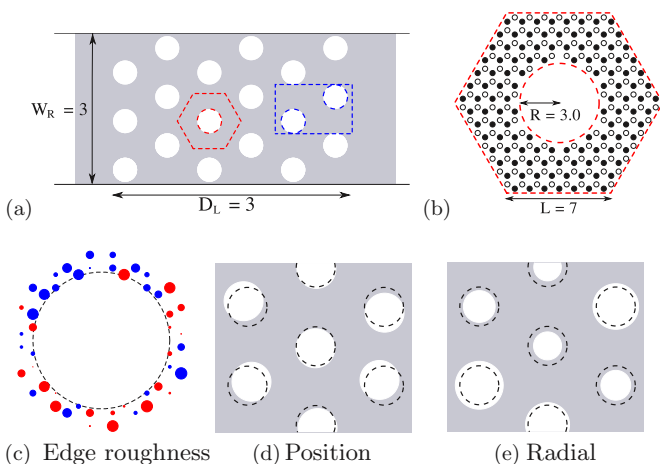 W_R = 3
D_L = 3
(a)
R = 3.0
L = 7
(b)
(c) Edge roughness
(d) Position
(e) Radial